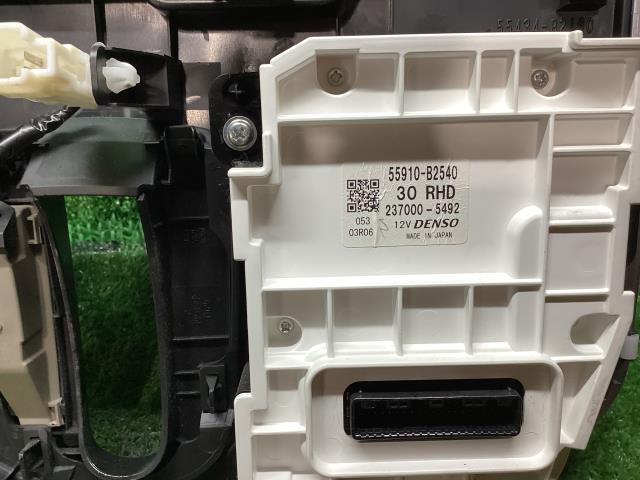 55910-B2540
30 RHD
237000-5492
053
12V DENSO
03R06
MADE IN JAPAN